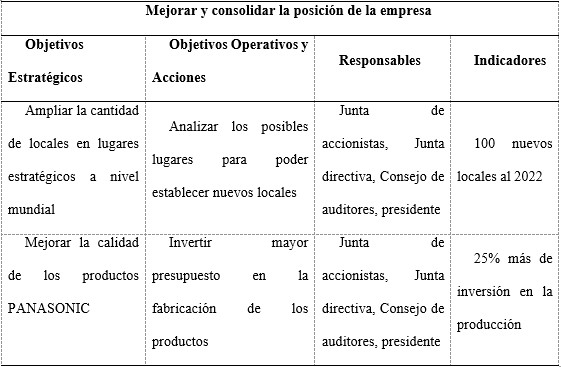 Mejorar y consolidar la posición de la empresa
Objetivos
Estratégicos
Objetivos Operativos y
Acciones
Responsables
Indicadores
Ampliar la cantidad
de locales en lugares
estratégicos a nivel
mundial
Analizar los posibles
lugares para poder
establecer nuevos locales
Junta de
accionistas, Junta
directiva, Consejo de
auditores, presidente
100 nuevos
locales al 2022
Mejorar la calidad
de los productos
PANASONIC
Invertir mayor
presupuesto en la
fabricación de los
productos
Junta de
accionistas, Junta
directiva, Consejo de
auditores, presidente
25% más de
inversión en la
producción